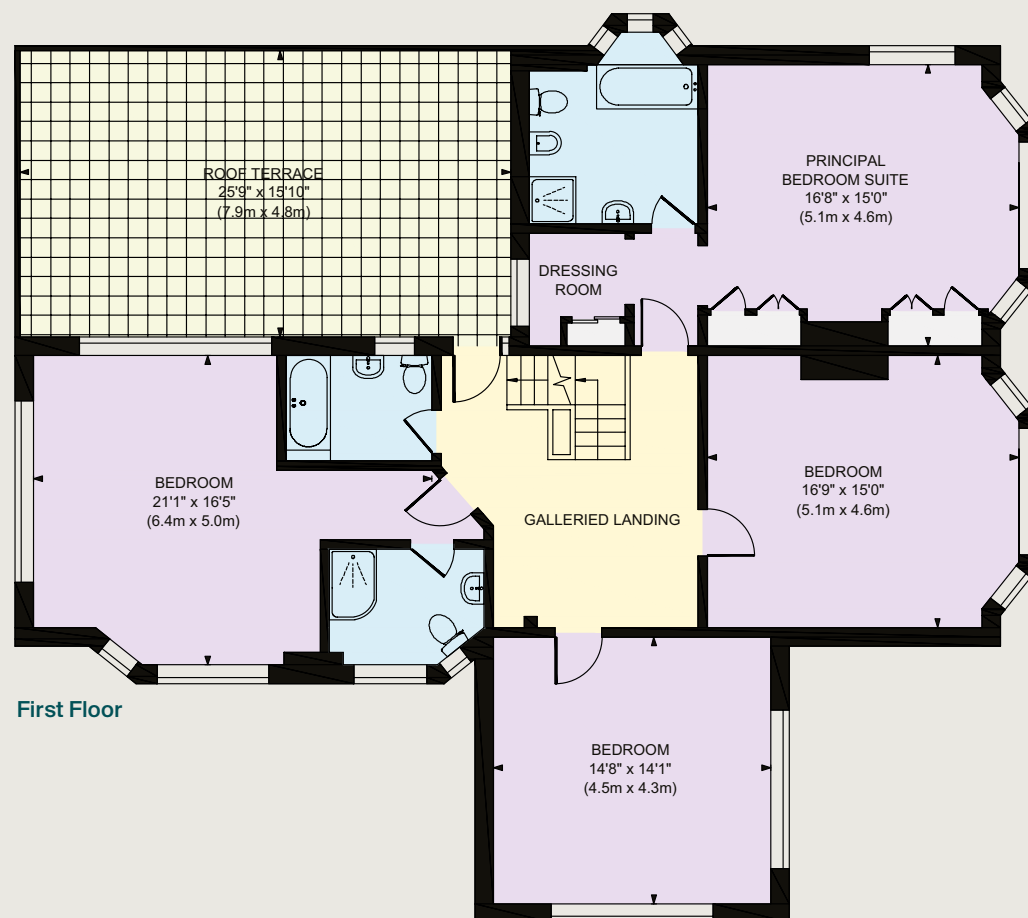 ROOF TERRACE
25'9" x 15'10"
(7.9m x 4.8m)
PRINCIPAL
BEDROOM SUITE
16'8" x 15'0"
(5.1m x 4.6m)
DRESSING
ROOM
BEDROOM
21'1" x 16'5"
(6.4m x 5.0m)
GALLERIED LANDING
BEDROOM
16'9" x 15'0"
(5.1m x 4.6m)
First Floor
BEDROOM
14'8" x 14'1"
(4.5m x 4.3m)